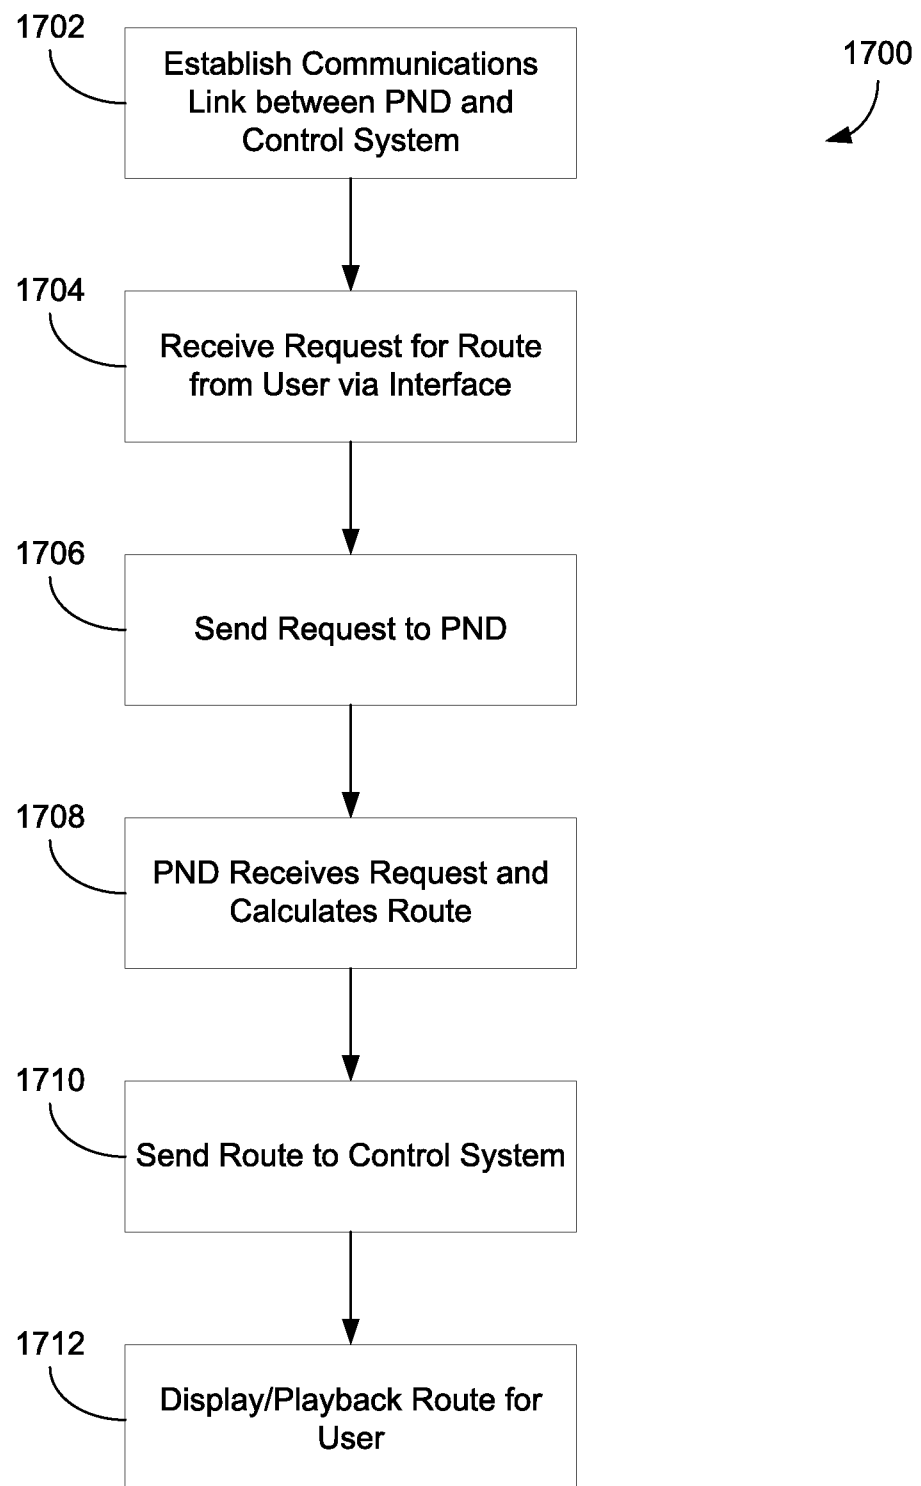 1702
Establish Communications
Link between PND and
Control System
1700
1704
Receive Request for Route
from User via Interface
1706
Send Request to PND
1708
PND Receives Request and
Calculates Route
1710
Send Route to Control System
1712
Display/Playback Route for
User